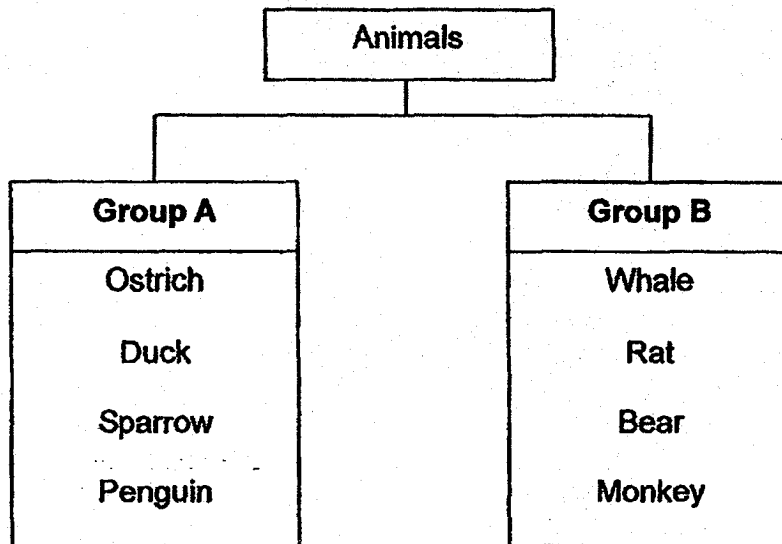 Animals
Group A
Ostrich
Duck
Sparrow
Penguin
Group B
Whale
Rat
Bear
Monkey